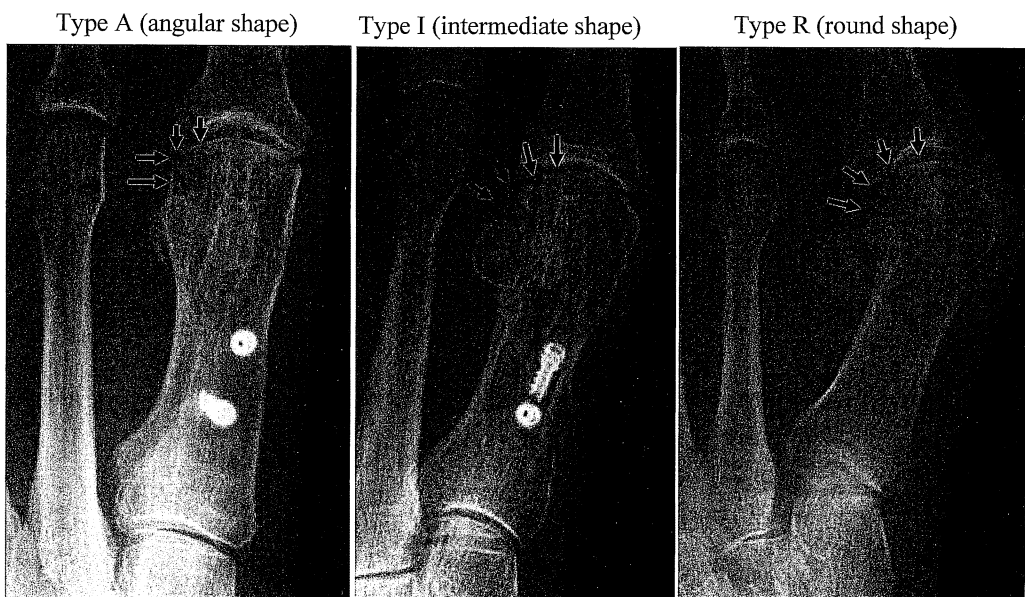 Type A (angular shape)
Type I (intermediate shape)
Type R (round shape)